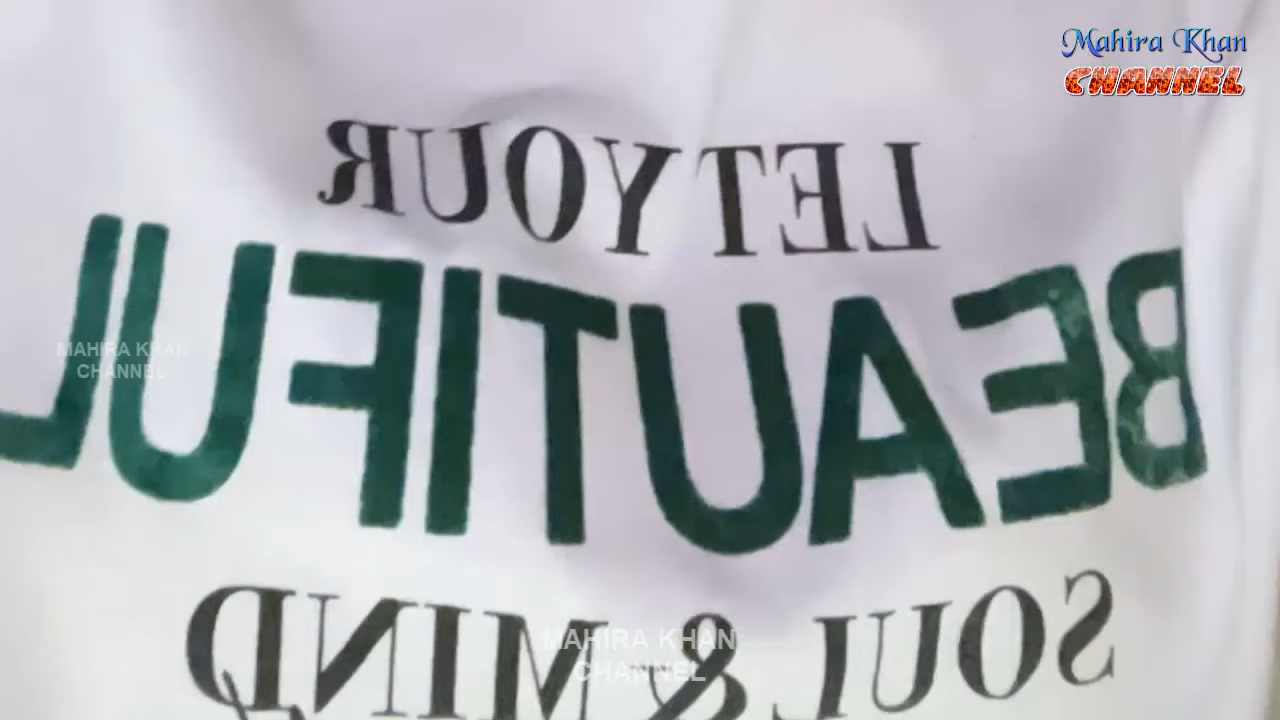 Mahira Khan
CHANNEL
LET YOUR
BEAUTIFUL
SOUL & MIND
MAHIRA KHAN
CHANNEL
MAHIRA KHAN
CHANNEL